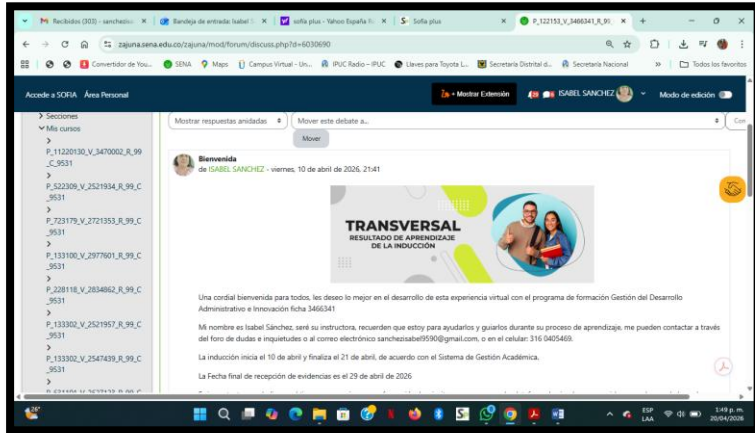 Recibidos (303) - sanchedisa
Bandeja de entrada: Isabel S
sofía plus - Yahoo España R
Sofia plus
P_122153_V_3466341_R_99_
zajuna.sena.edu.co/zajuna/mod/forum/discuss.php?d=6030690
Convertidor de You...
SENA
Maps
Campus Virtual - Un...
IPUC Radio – IPUC
Llaves para Toyota L...
Secretaría Distrital d...
Secretaría Nacional
Todos los favoritos
Accede a SOFIA Área Personal
+ Mostrar Extensión
ISABEL SANCHEZ
Modo de edición
Secciones
Mis cursos
P_11220130_V_3470002_R_99
_C_9531
P_522309_V_2521934_R_99_C
_9531
P_723179_V_2721353_R_99_C
_9531
P_133100_V_2977601_R_99_C
_9531
P_228118_V_2834862_R_99_C
_9531
P_133302_V_2521957_R_99_C
_9531
P_133302_V_2547439_R_99_C
_9531
Mostrar respuestas anidadas
Mover este debate a...
Mover
Bienvenida
de ISABEL SANCHEZ - viernes, 10 de abril de 2026, 21:41
TRANSVERSAL
RESULTADO DE APRENDIZAJE
DE LA INDUCCIÓN
Una cordial bienvenida para todos, les deseo lo mejor en el desarrollo de esta experiencia virtual con el programa de formación Gestión del Desarrollo
Administrativo e Innovación ficha 3466341
Mi nombre es Isabel Sánchez, seré su instructora, recuerden que estoy para ayudarlos y guiarlos durante su proceso de aprendizaje, me pueden contactar a través
del foro de dudas e inquietudes o al correo electrónico sanchezisabel9590@gmail.com, o en el celular: 316 0405469.
La inducción inicia el 10 de abril y finaliza el 21 de abril, de acuerdo con el Sistema de Gestión Académica.
La Fecha final de recepción de evidencias es el 29 de abril de 2026
26°
ESP
LAA
1:49 p. m.
20/04/2026